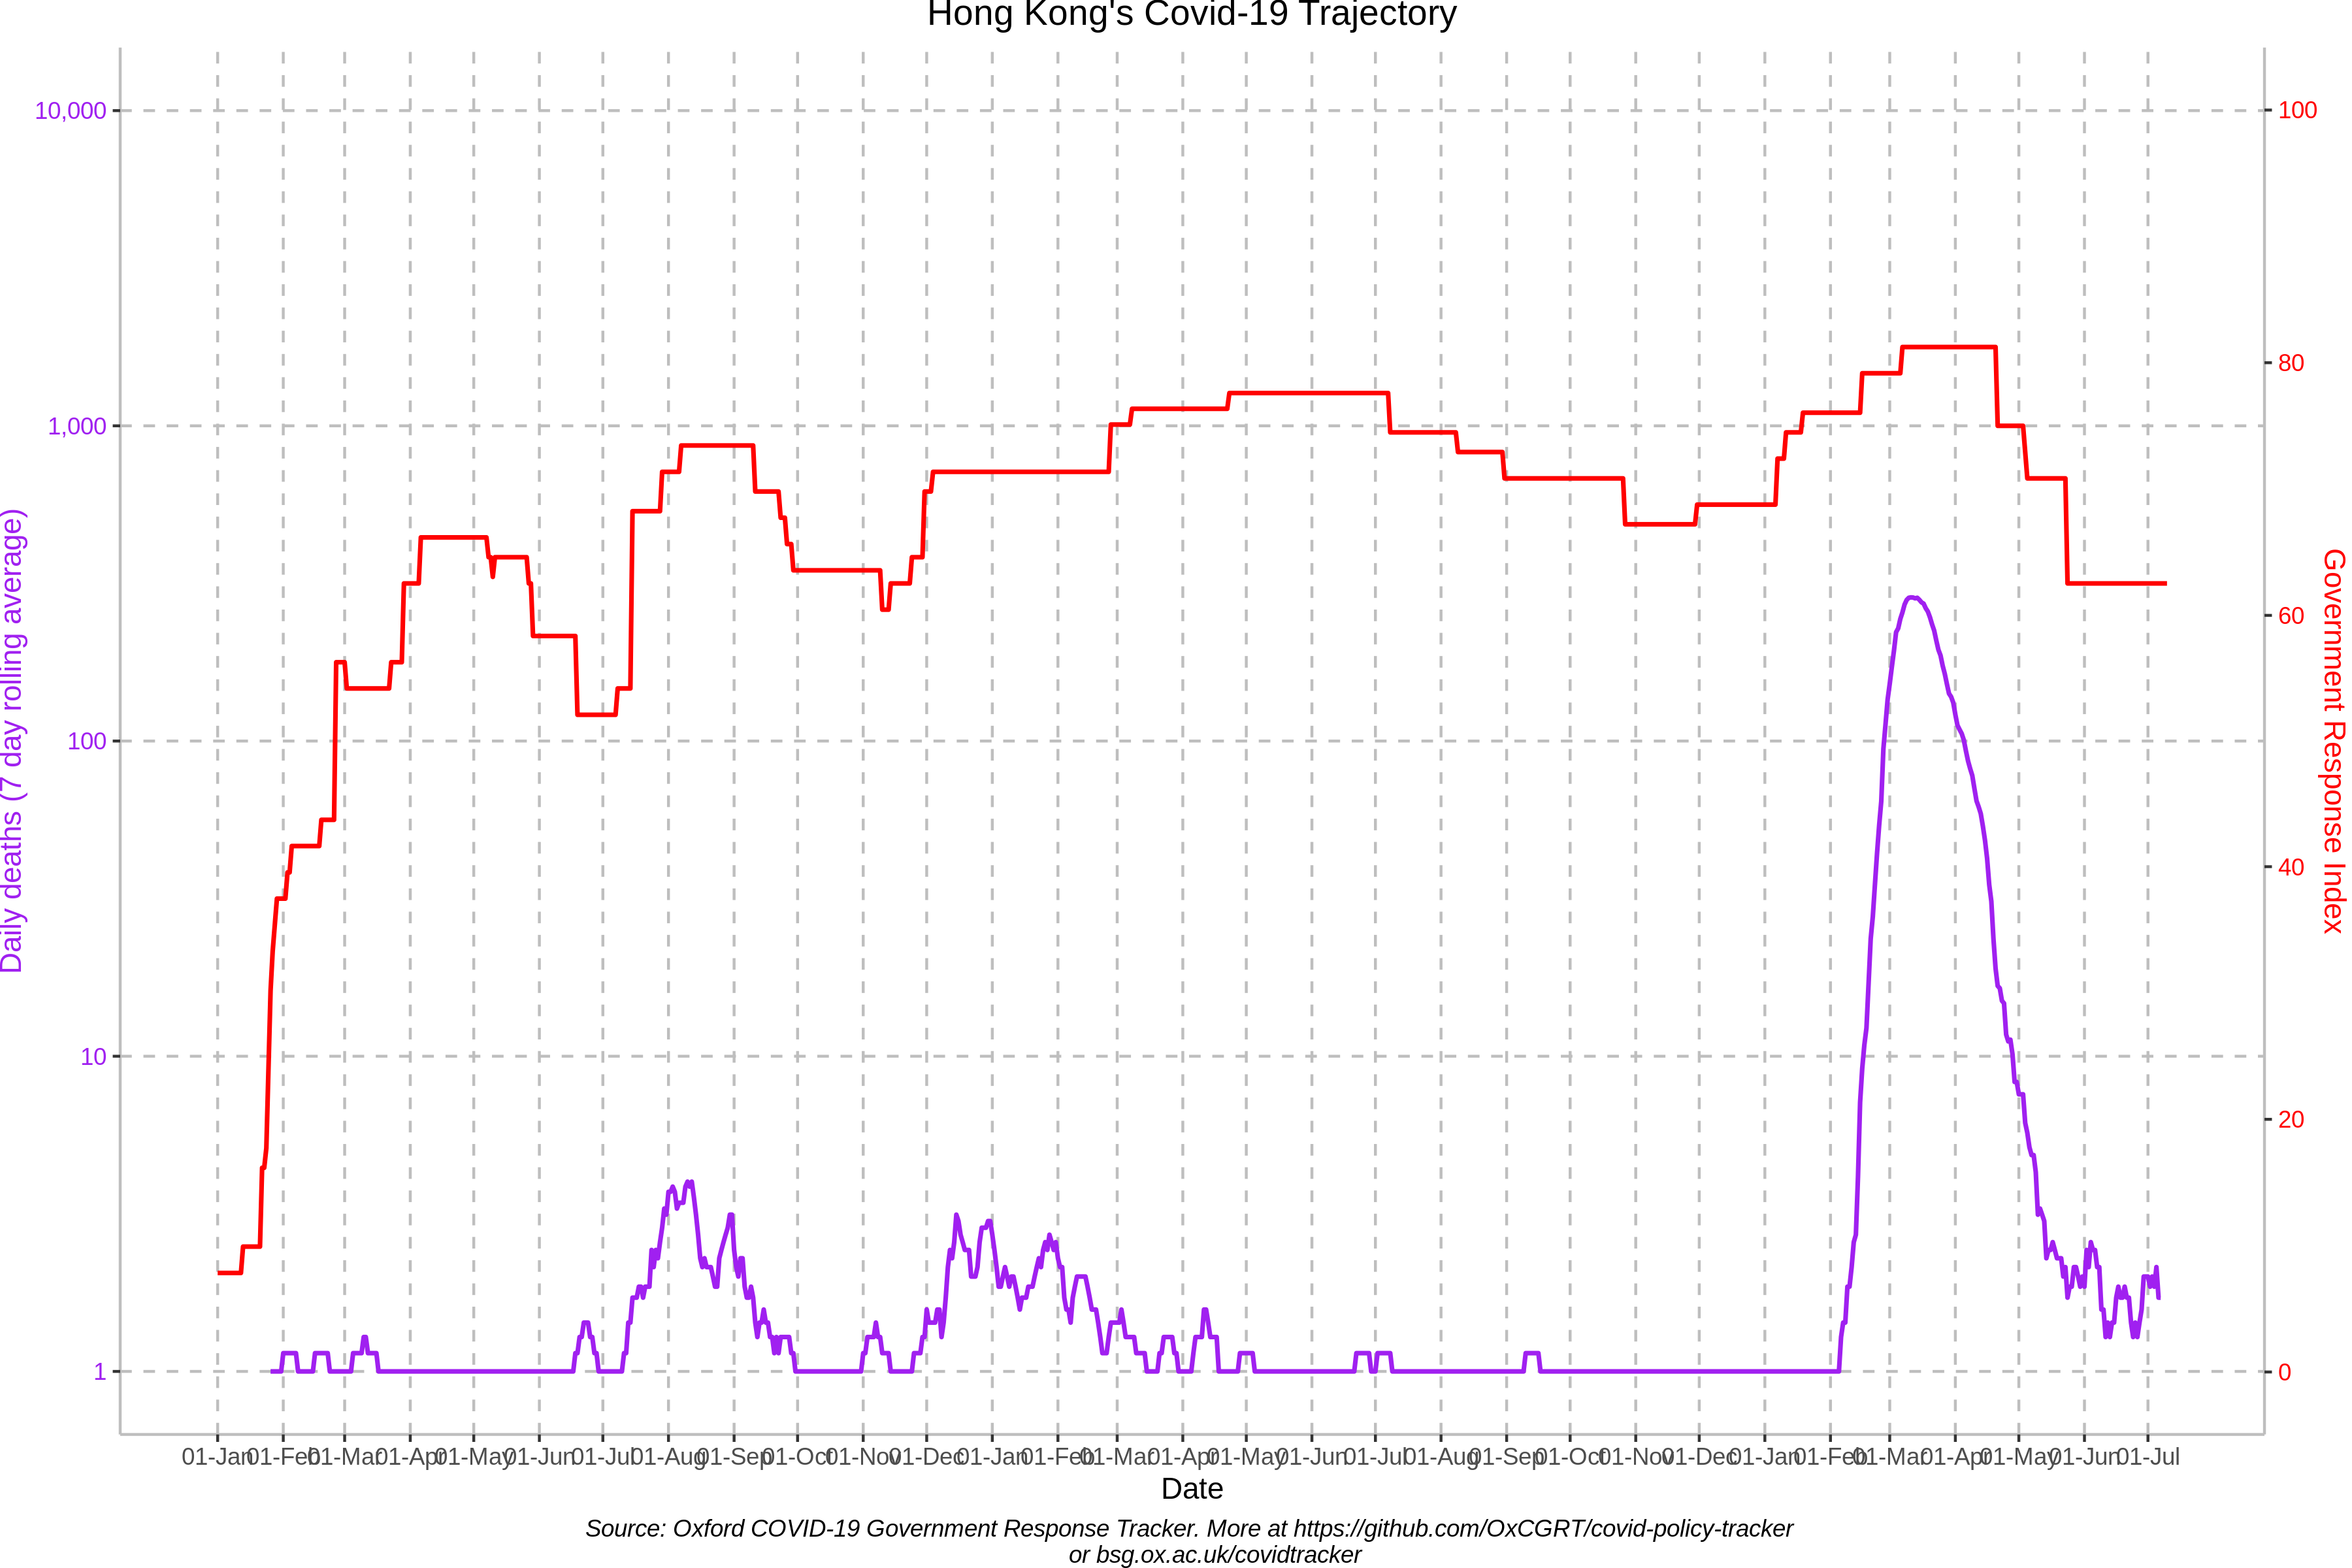 Hong Kong's Covid-19 Trajectory
10,000
1,000
100
10
1
Daily deaths (7 day rolling average)
100
80
60
40
20
0
Government Response Index
01-Jan 01-Feb 01-Mar 01-Apr 01-May 01-Jun 01-Jul 01-Aug 01-Sep 01-Oct 01-Nov 01-Dec 01-Jan 01-Feb 01-Mar 01-Apr 01-May 01-Jun 01-Jul 01-Aug 01-Sep 01-Oct 01-Nov 01-Dec 01-Jan 01-Feb 01-Mar 01-Apr 01-May 01-Jun 01-Jul
Date
Source: Oxford COVID-19 Government Response Tracker. More at https://github.com/OxCGRT/covid-policy-tracker
or bsg.ox.ac.uk/covidtracker